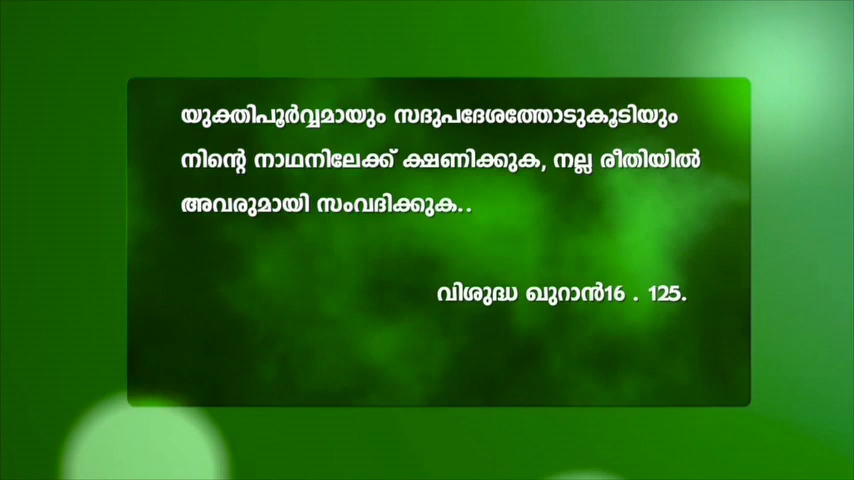 യുക്തിപൂർവ്വമായും സദുപദേശത്തോടുകൂടിയും
നിന്റെ നാഥനിലേക്ക് ക്ഷണിക്കുക, നല്ല രീതിയിൽ
അവരുമായി സംവദിക്കുക..
വിശുദ്ധ ഖുറാൻ16 . 125.